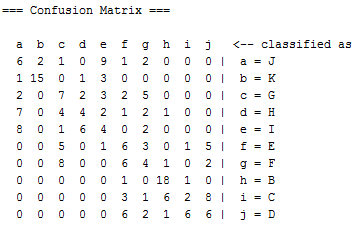 === Confusion Matrix ===
a b c d e f g h i j <-- classified as
6 2 1 0 9 1 2 0 0 0 | a = J
1 15 0 1 3 0 0 0 0 0 | b = K
2 0 7 2 3 2 5 0 0 0 | c = G
7 0 4 4 2 1 2 1 0 0 | d = H
8 0 1 6 4 0 2 0 0 0 | e = I
0 0 5 0 1 6 3 0 1 5 | f = E
0 0 8 0 0 6 4 1 0 2 | g = F
0 0 0 0 0 1 0 18 1 0 | h = B
0 0 0 0 0 3 1 6 2 8 | i = C
0 0 0 0 0 6 2 1 6 6 | j = D